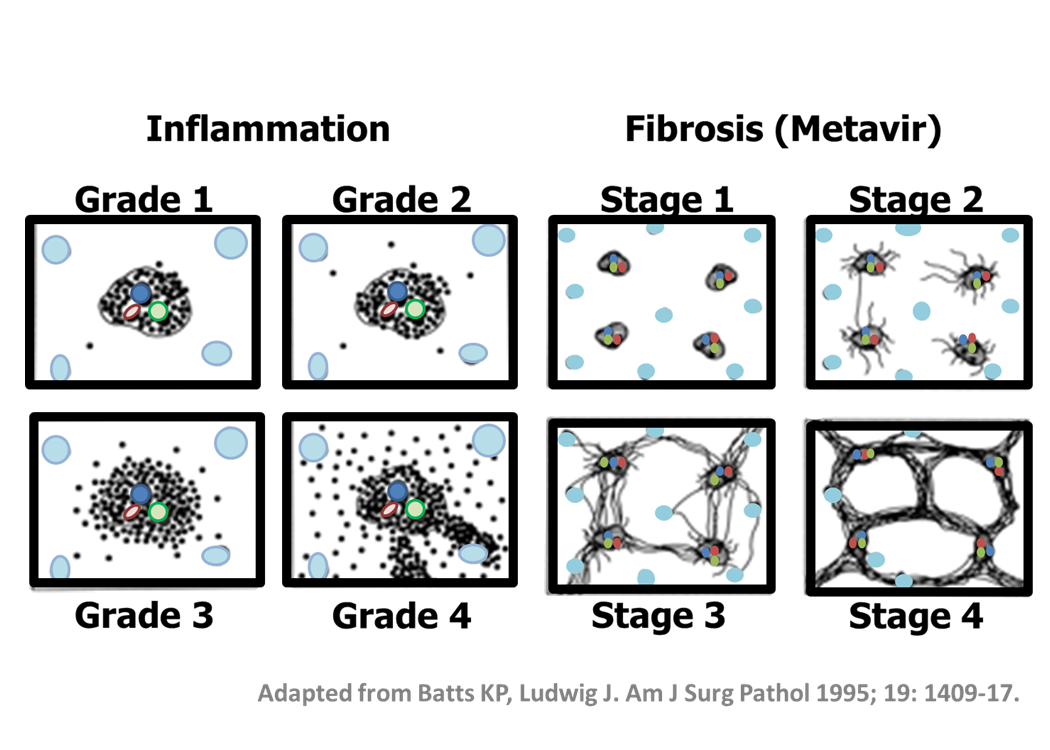 Inflammation
Fibrosis (Metavir)
Grade 1
Grade 2
Stage 1
Stage 2
Grade 3
Grade 4
Stage 3
Stage 4
Adapted from Batts KP, Ludwig J. Am J Surg Pathol 1995; 19: 1409-17.